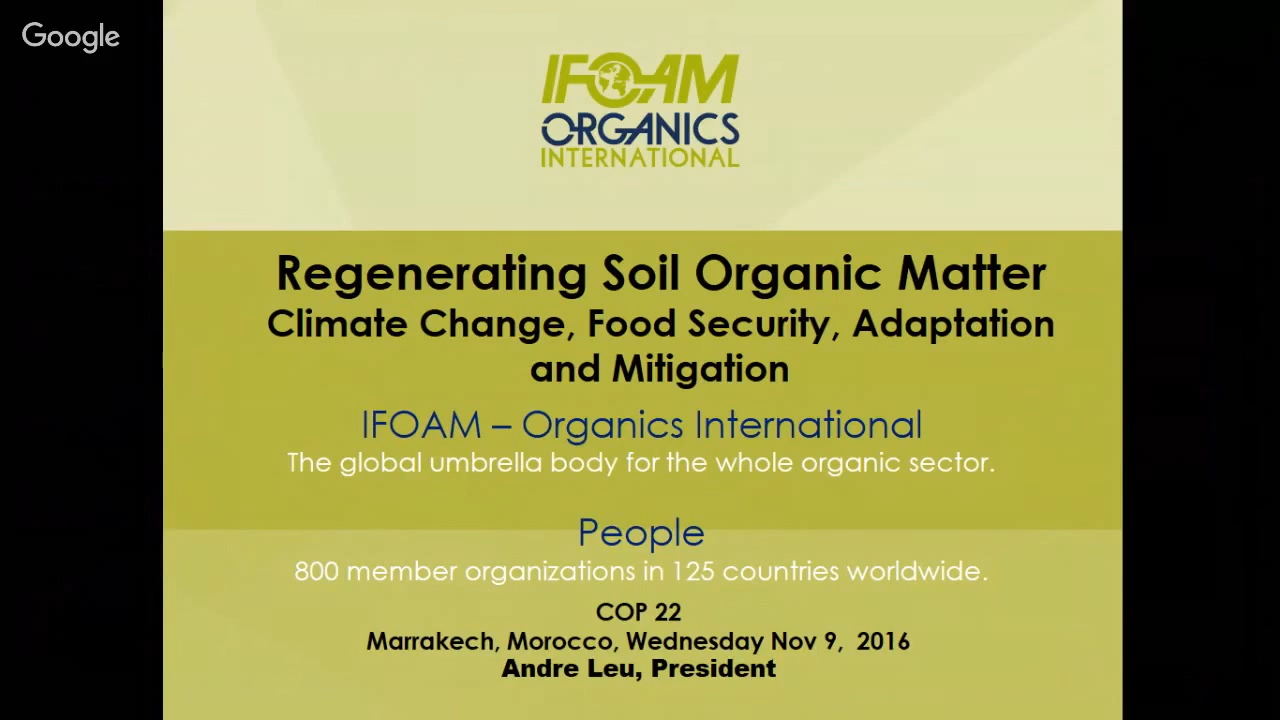 Google
IFOAM
ORGANICS
INTERNATIONAL
Regenerating Soil Organic Matter
Climate Change, Food Security, Adaptation
and Mitigation
IFOAM – Organics International
The global umbrella body for the whole organic sector.
People
800 member organizations in 125 countries worldwide.
COP 22
Marrakech, Morocco, Wednesday Nov 9,  2016
Andre Leu, President